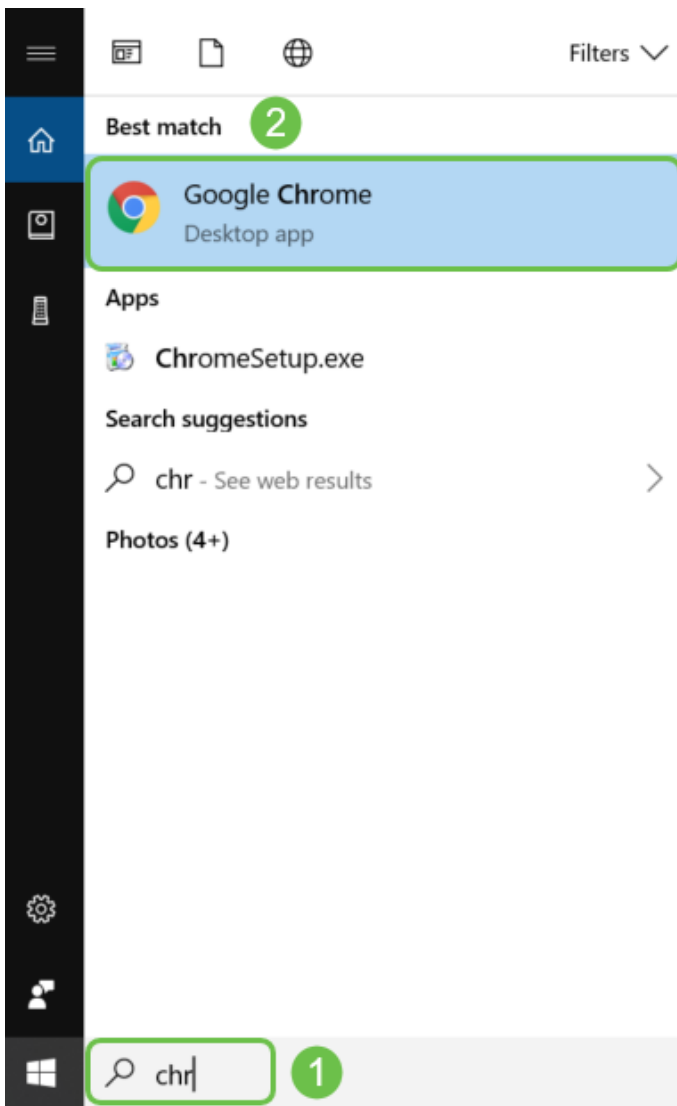 Filters
Best match 2
Google Chrome
Desktop app
Apps
ChromeSetup.exe
Search suggestions
chr - See web results
Photos (4+)
chr 1